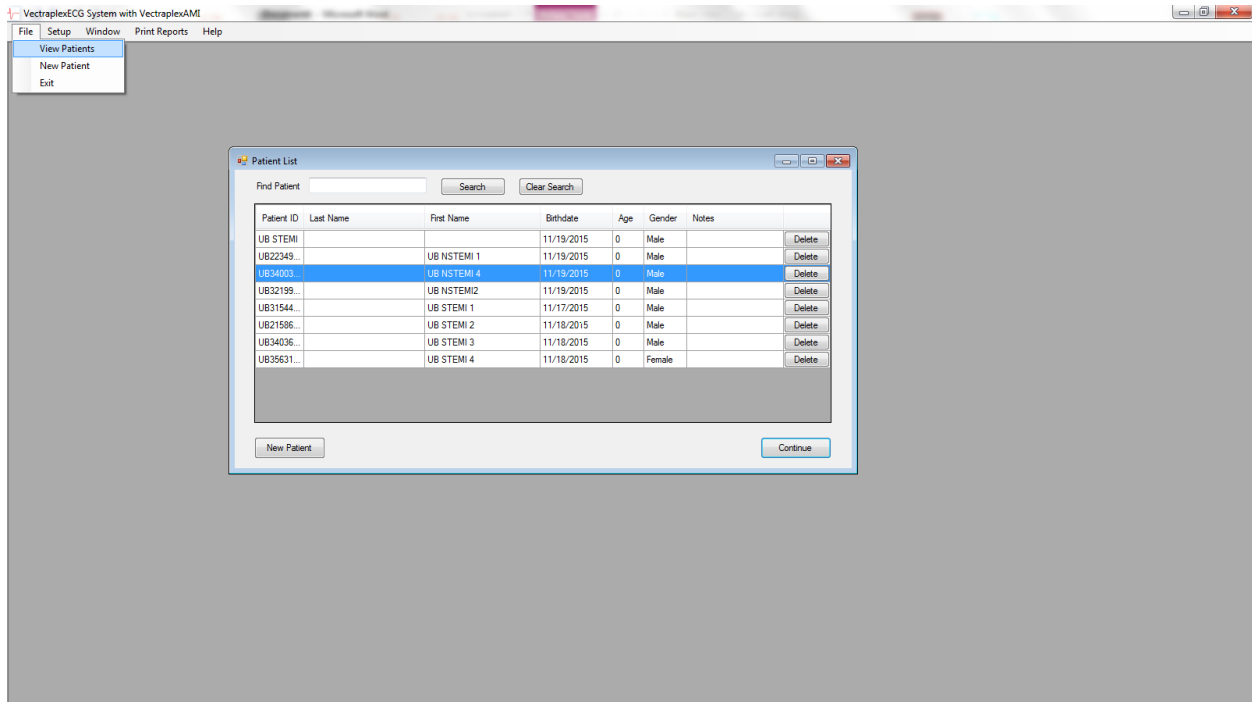 VectraplexECG System with VectraplexAMI
File Setup Window Print Reports Help
View Patients
New Patient
Exit
Patient List
Find Patient Search Clear Search
Patient ID Last Name First Name Birthdate Age Gender Notes
UB STEMI 11/19/2015 0 Male Delete
UB22349... UB NSTEMI 1 11/19/2015 0 Male Delete
UB34003... UB NSTEMI 4 11/19/2015 0 Male Delete
UB32199... UB NSTEMI2 11/19/2015 0 Male Delete
UB31544... UB STEMI 1 11/17/2015 0 Male Delete
UB21586... UB STEMI 2 11/18/2015 0 Male Delete
UB34036... UB STEMI 3 11/18/2015 0 Male Delete
UB35631... UB STEMI 4 11/18/2015 0 Female Delete
New Patient Continue